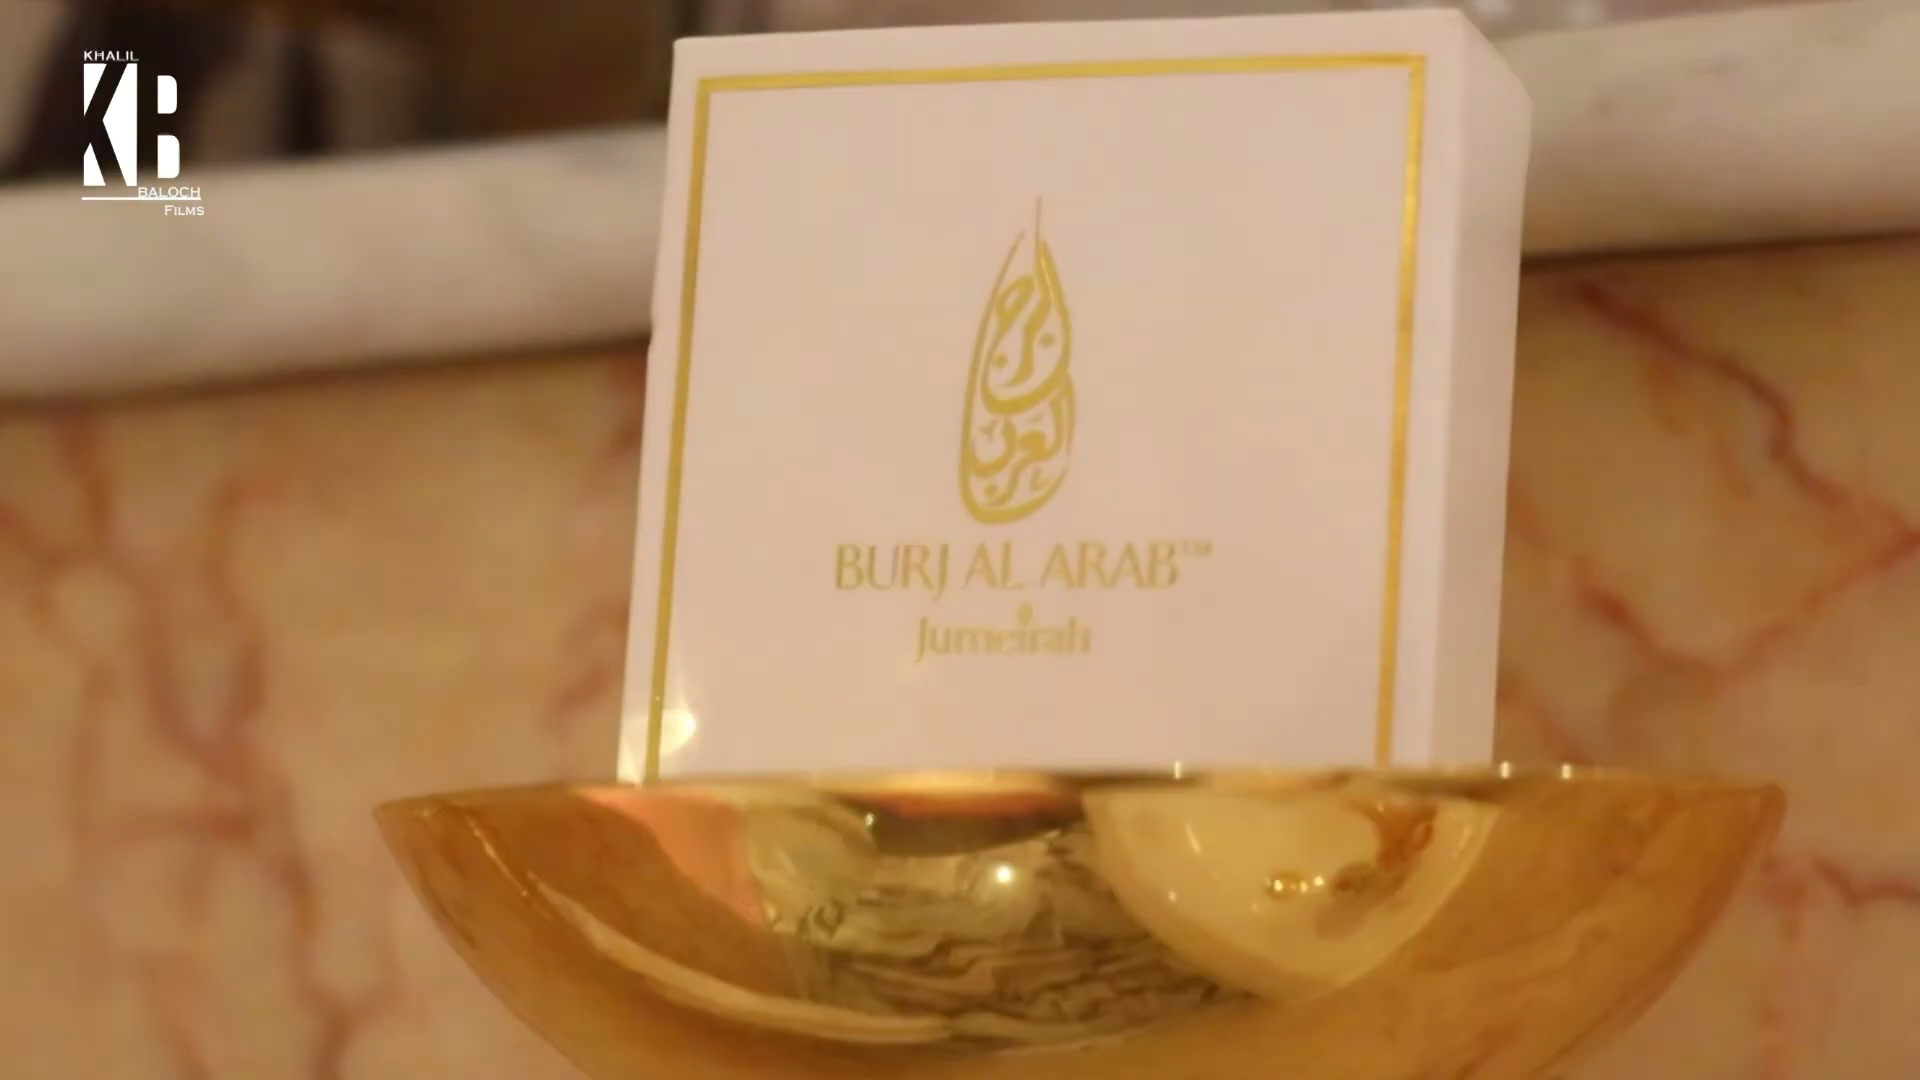 KHALIL
KB
BALOCH
FILMS
برج
العرب
BURJ AL ARAB™
Jumeirah